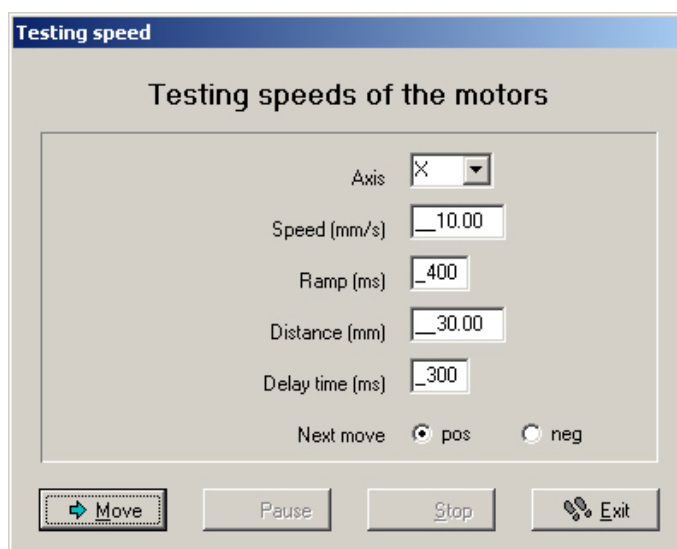 Testing speed
Testing speeds of the motors
Axis X
Speed (mm/s) __10.00
Ramp (ms) _400
Distance (mm) __30.00
Delay time (ms) _300
Next move pos neg
Move Pause Stop Exit